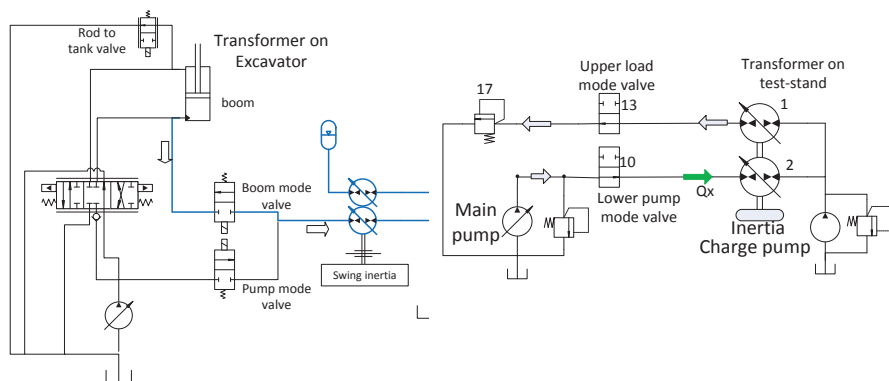 Rod to
tank valve
Transformer on
Excavator
boom
Boom mode
valve
Pump mode
valve
Swing inertia
17
Upper load
mode valve
13
Transformer on
test-stand
1
10
2
Qx
Lower pump
mode valve
Main
pump
Inertia
Charge pump